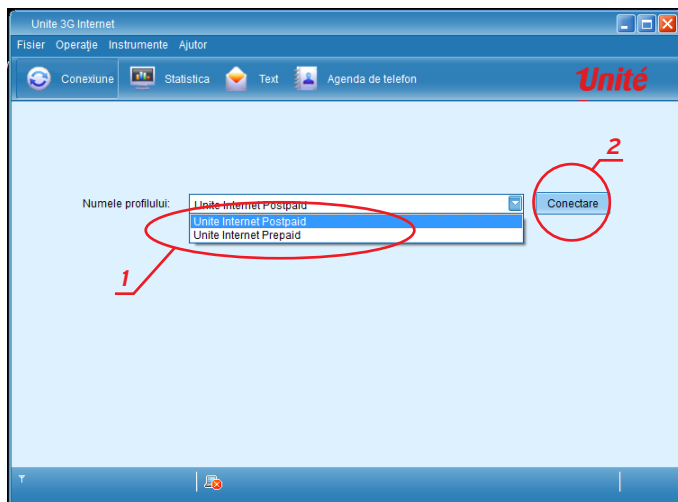 Unite 3G Internet
Fisier Operaţie Instrumente Ajutor
Conexiune Statistica Text Agenda de telefon Unité
2
Numele profilului: Unite Internet Postpaid Conectare
Unite Internet Postpaid
Unite Internet Prepaid
1